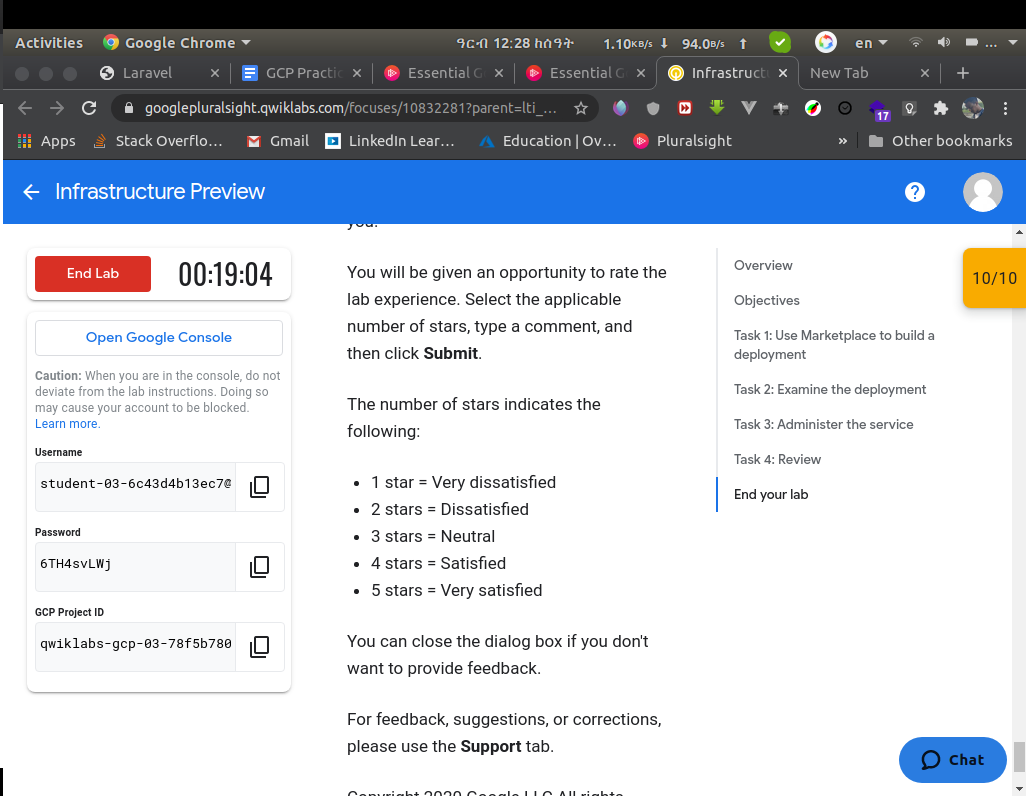 Activities
Google Chrome
ዓርብ 12:28 ከሰዓት
1.10KB/s
94.0B/s
en
...
Laravel
GCP Practic
Essential G
Essential G
Infrastruct
New Tab
googlepluralsight.qwiklabs.com/focuses/10832281?parent=lti_...
17
Apps
Stack Overflo...
Gmail
LinkedIn Lear...
Education | Ov...
Pluralsight
»
Other bookmarks
Infrastructure Preview
?
End Lab
00:19:04
Open Google Console
Caution: When you are in the console, do not
deviate from the lab instructions. Doing so
may cause your account to be blocked.
Learn more.
Username
student-03-6c43d4b13ec7@
Password
6TH4svLWj
GCP Project ID
qwiklabs-gcp-03-78f5b780
you.
You will be given an opportunity to rate the
lab experience. Select the applicable
number of stars, type a comment, and
then click Submit.
The number of stars indicates the
following:
• 1 star = Very dissatisfied
• 2 stars = Dissatisfied
• 3 stars = Neutral
• 4 stars = Satisfied
• 5 stars = Very satisfied
You can close the dialog box if you don't
want to provide feedback.
For feedback, suggestions, or corrections,
please use the Support tab.
Copyright 2020 Google LLC All rights
Overview
Objectives
Task 1: Use Marketplace to build a
deployment
Task 2: Examine the deployment
Task 3: Administer the service
Task 4: Review
End your lab
10/10
Chat